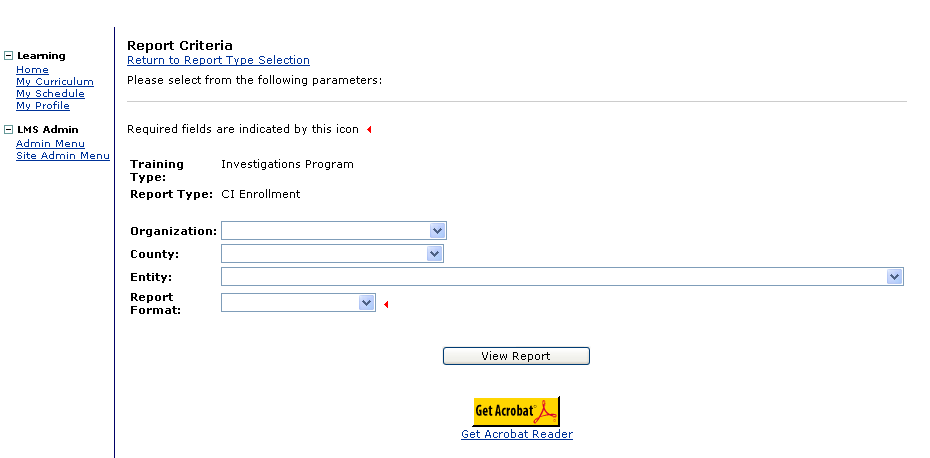 Learning
Home
My Curriculum
My Schedule
My Profile
LMS Admin
Admin Menu
Site Admin Menu
Report Criteria
Return to Report Type Selection
Please select from the following parameters:
Required fields are indicated by this icon
Training
Type:
Investigations Program
Report Type: CI Enrollment
Organization:
County:
Entity:
Report
Format:
View Report
Get Acrobat
Get Acrobat Reader